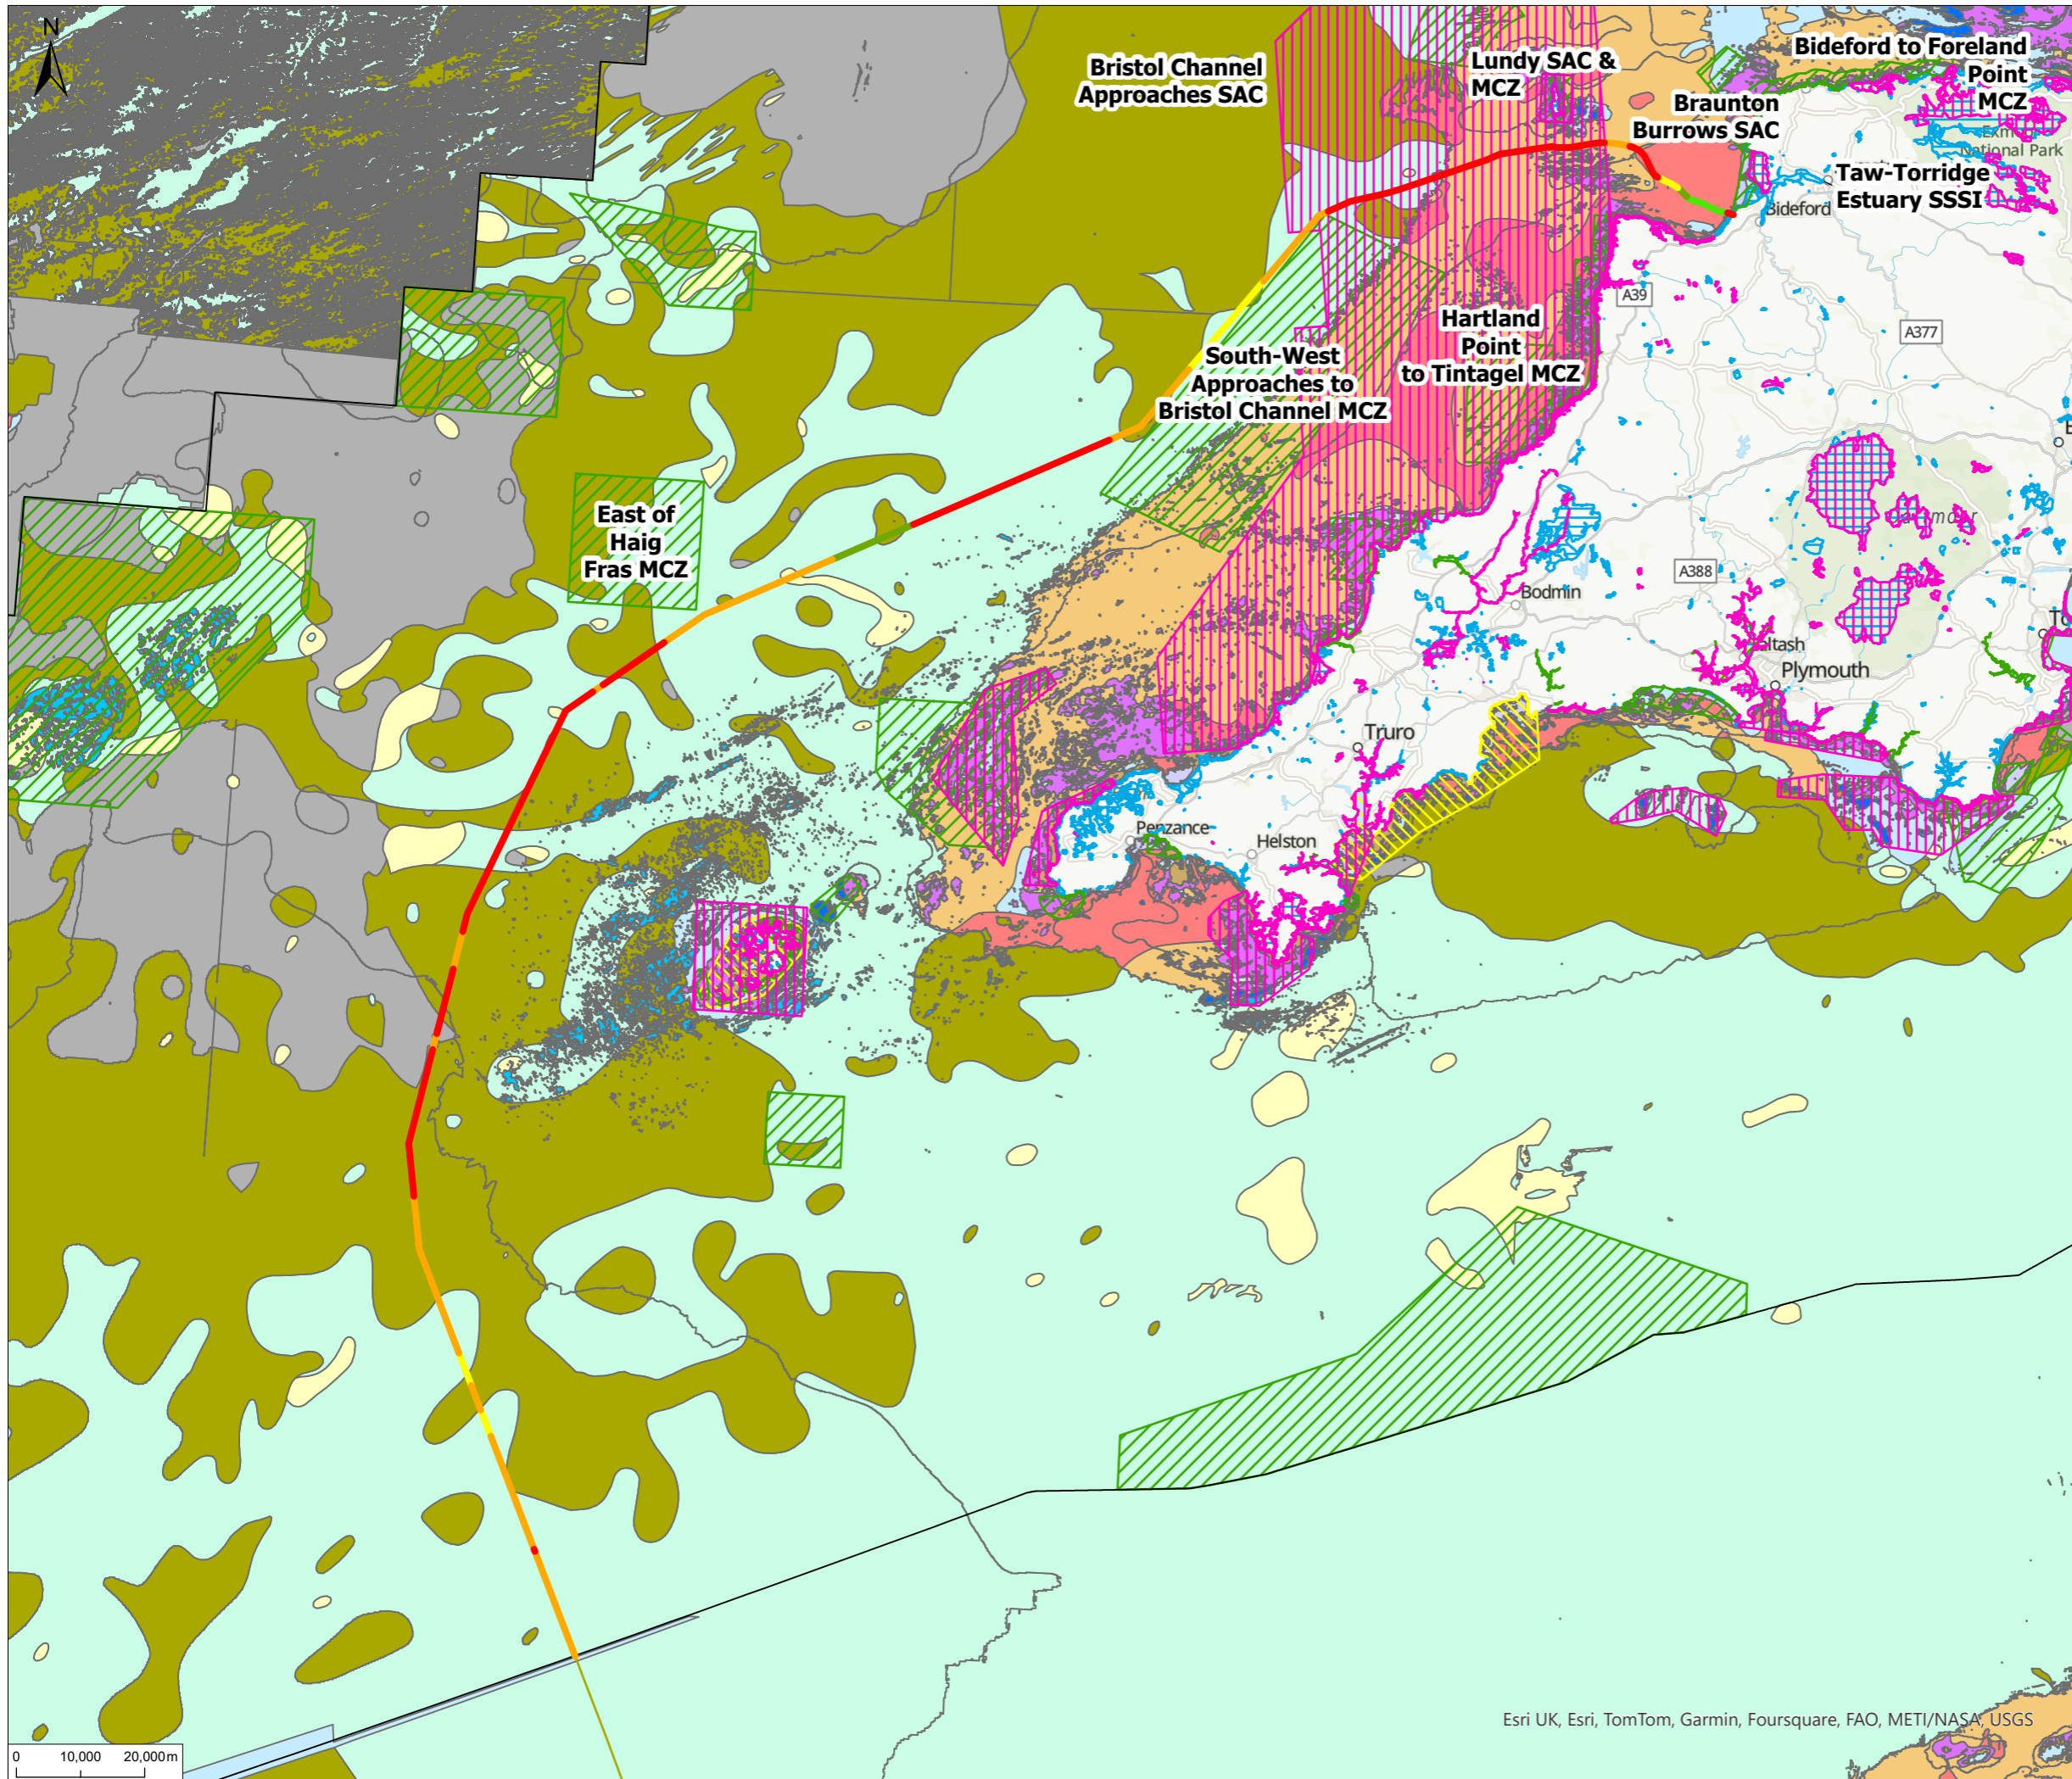 N
Bristol Channel
Approaches SAC
Lundy SAC &
MCZ
Bideford to Foreland
Point
MCZ
Braunton
Burrows SAC
National Park
Taw-Torridge
Estuary SSSI
Bideford
A39
A377
Hartland
Point
to Tintagel MCZ
South-West
Approaches to
Bristol Channel MCZ
East of
Haig
Fras MCZ
A388
Bodmin
Plymouth
Truro
Penzance
Helston
Esri UK, Esri, TomTom, Garmin, Foursquare, FAO, METI/NASA, USGS
0 10,000 20,000 m